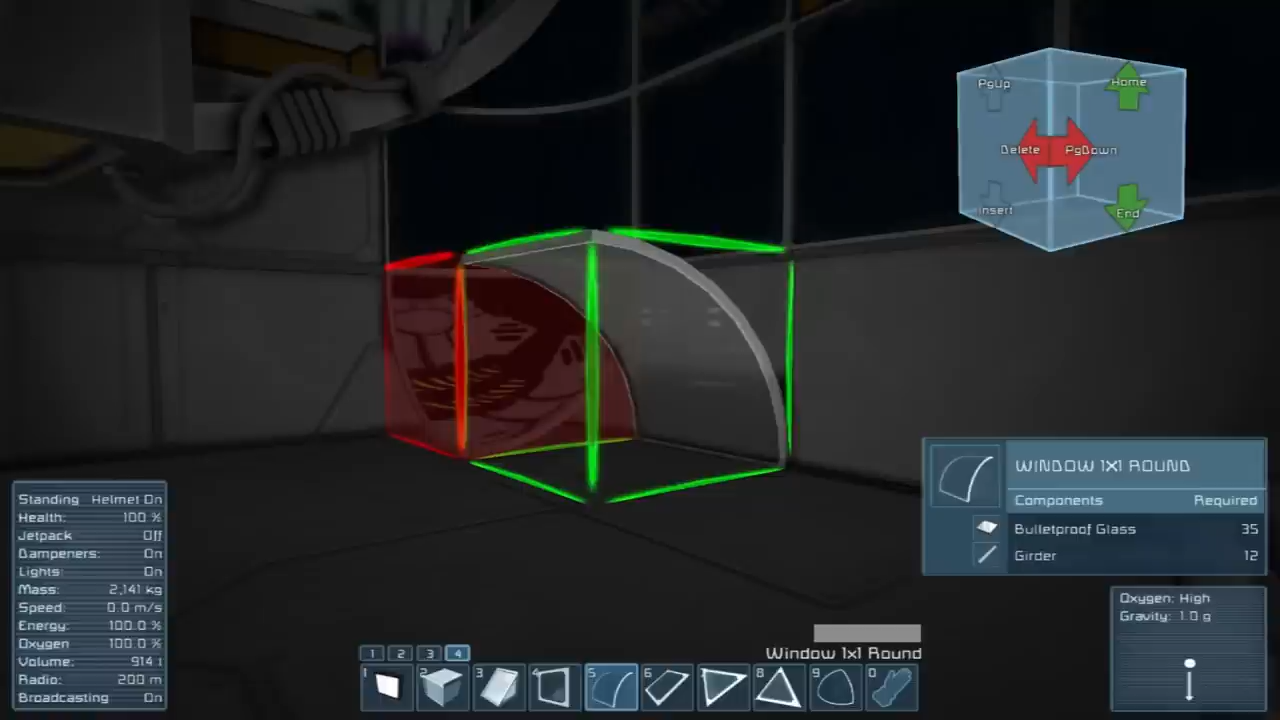 PgUp Home
Delete PgDown
Insert End
WINDOW 1X1 ROUND
Components Required
Bulletproof Glass 35
Girder 12
Standing Helmet On
Health: 100 %
Jetpack Off
Dampeners: On
Lights: On
Mass: 2,141 kg
Speed: 0.0 m/s
Energy: 100.0 %
Oxygen 100.0 %
Volume: 914 l
Radio: 200 m
Broadcasting On
Oxygen: High
Gravity: 1.0 g
1 2 3 4
Window 1x1 Round
1 2 3 4 5 6 7 8 9 0